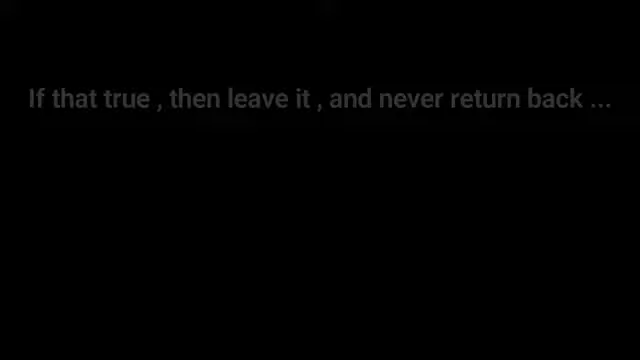 If that true , then leave it , and never return back ...